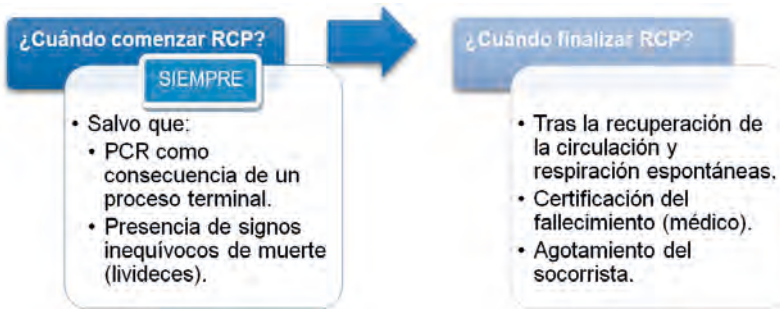 ¿Cuándo comenzar RCP?
SIEMPRE
• Salvo que:
• PCR como
consecuencia de un
proceso terminal.
• Presencia de signos
inequívocos de muerte
(livideces).
¿Cuándo finalizar RCP?
• Tras la recuperación de
la circulación y
respiración espontáneas.
• Certificación del
fallecimiento (médico).
• Agotamiento del
socorrista.